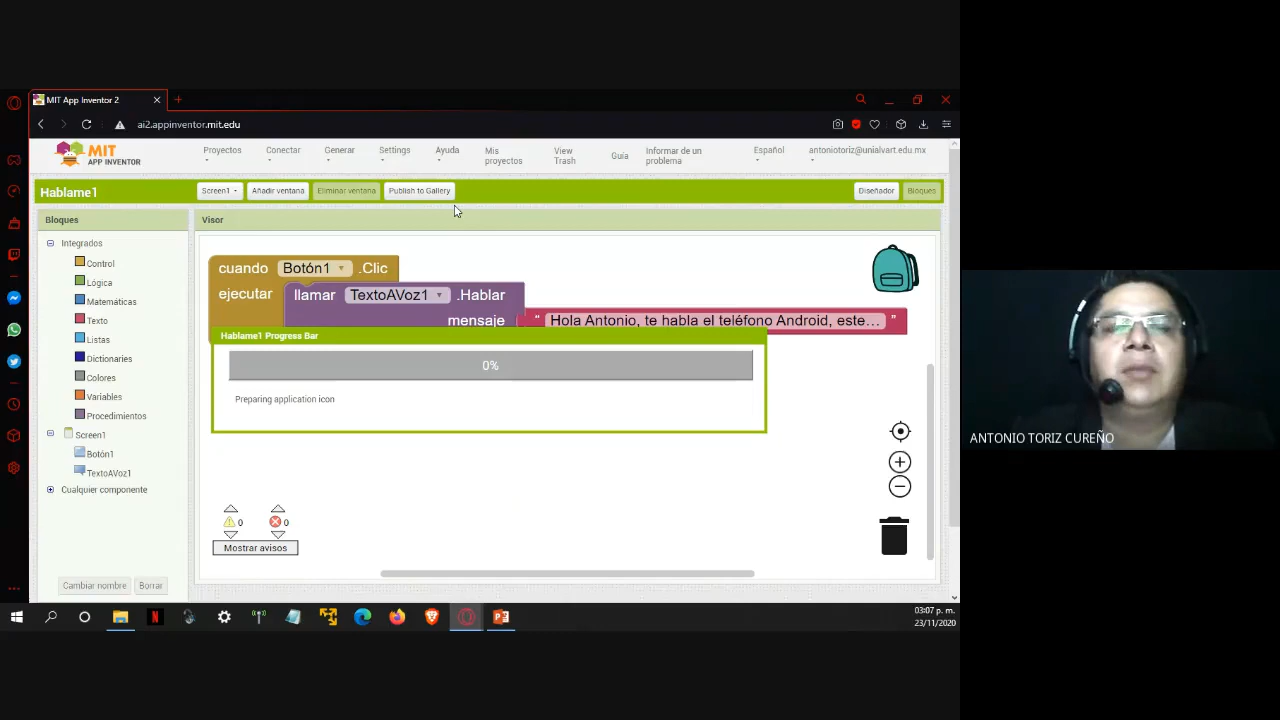 MIT App Inventor 2
ai2.appinventor.mit.edu
MIT
APP INVENTOR
Proyectos
Conectar
Generar
Settings
Ayuda
Mis
proyectos
View
Trash
Guía
Informar de un
problema
Español
antoniotoriz@unialvart.edu.mx
Hablame1
Screen1
Añadir ventana
Eliminar ventana
Publish to Gallery
Diseñador
Bloques
Bloques
Visor
Integrados
Control
Lógica
Matemáticas
Texto
Listas
Dictionaries
Colores
Variables
Procedimientos
Screen1
Botón1
TextoAVoz1
Cualquier componente
Cambiar nombre
Borrar
cuando Botón1 .Clic
ejecutar llamar TextoAVoz1 .Hablar
mensaje " Hola Antonio, te habla el teléfono Android, este... "
Hablame1 Progress Bar
0%
Preparing application icon
0 0
Mostrar avisos
ANTONIO TORIZ CUREÑO
03:07 p. m.
23/11/2020